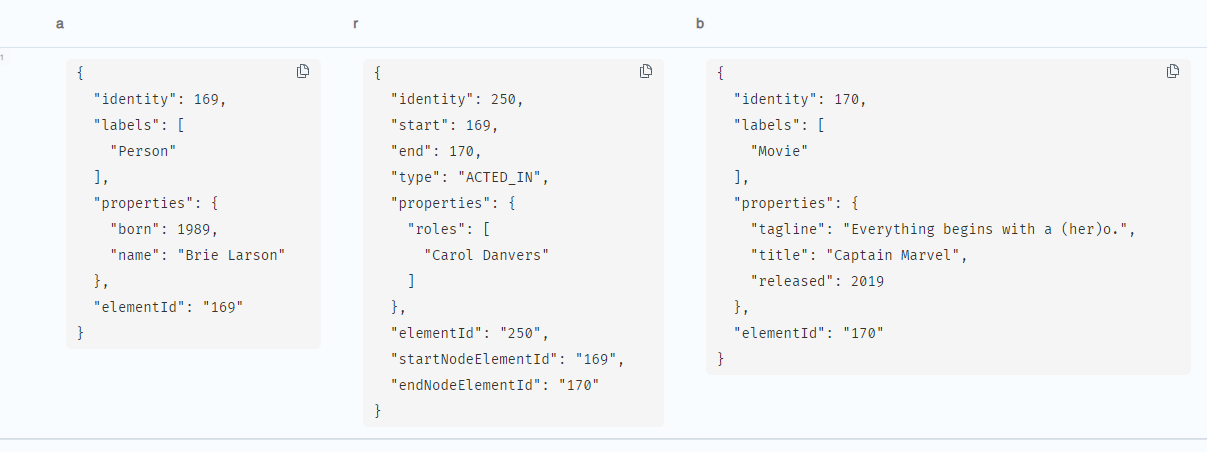 a r b
1
{
"identity": 169,
"labels": [
"Person"
],
"properties": {
"born": 1989,
"name": "Brie Larson"
},
"elementId": "169"
}
{
"identity": 250,
"start": 169,
"end": 170,
"type": "ACTED_IN",
"properties": {
"roles": [
"Carol Danvers"
]
},
"elementId": "250",
"startNodeElementId": "169",
"endNodeElementId": "170"
}
{
"identity": 170,
"labels": [
"Movie"
],
"properties": {
"tagline": "Everything begins with a (her)o.",
"title": "Captain Marvel",
"released": 2019
},
"elementId": "170"
}